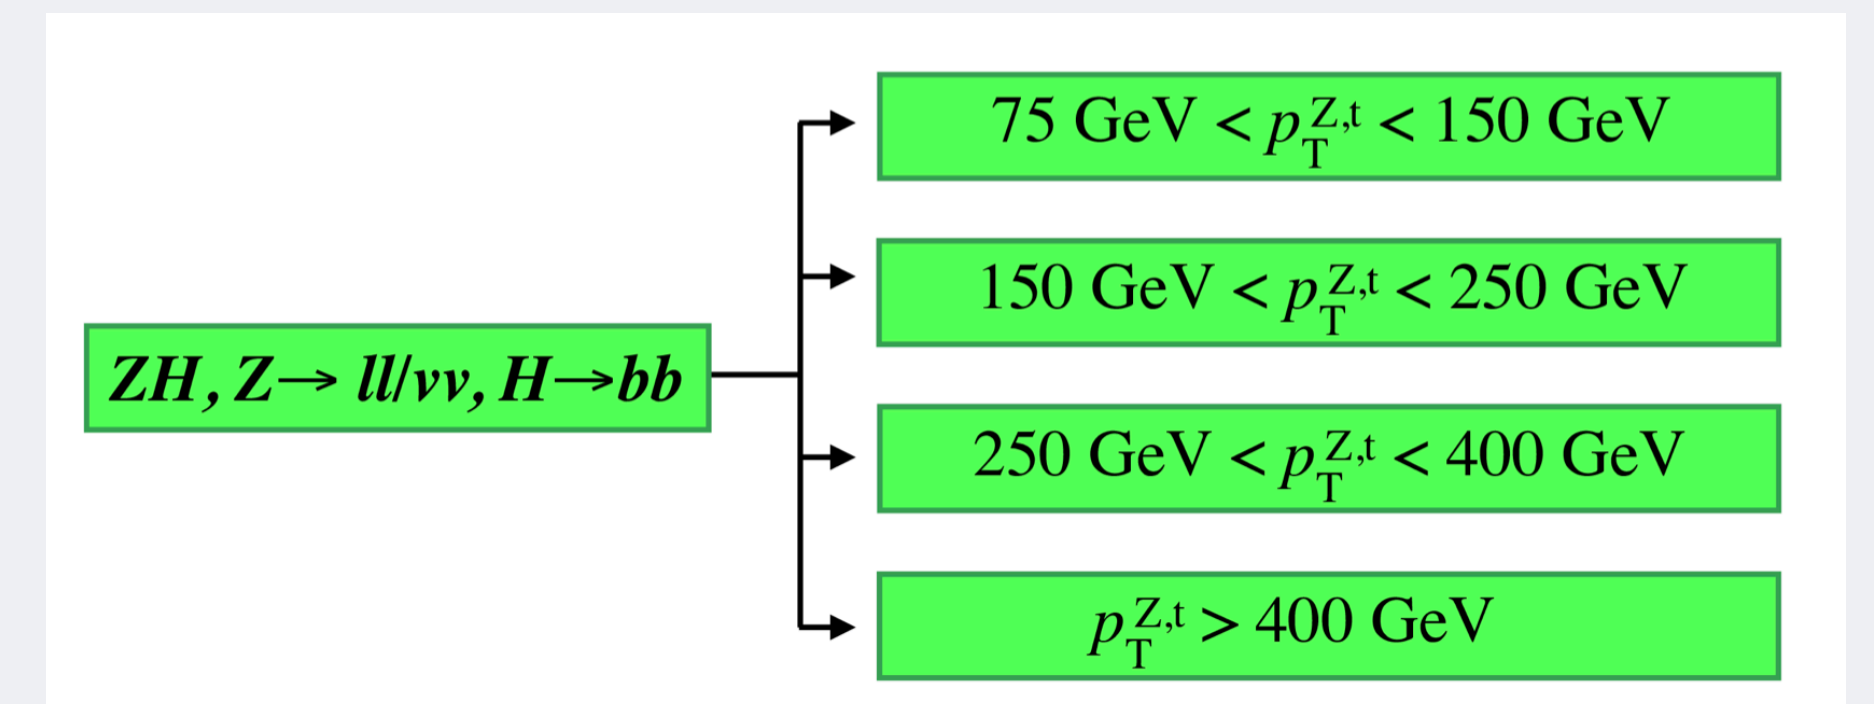 75 GeV < p_T^{Z,t} < 150 GeV
150 GeV < p_T^{Z,t} < 250 GeV
ZH, Z→ ll/νν, H→bb
250 GeV < p_T^{Z,t} < 400 GeV
p_T^{Z,t} > 400 GeV